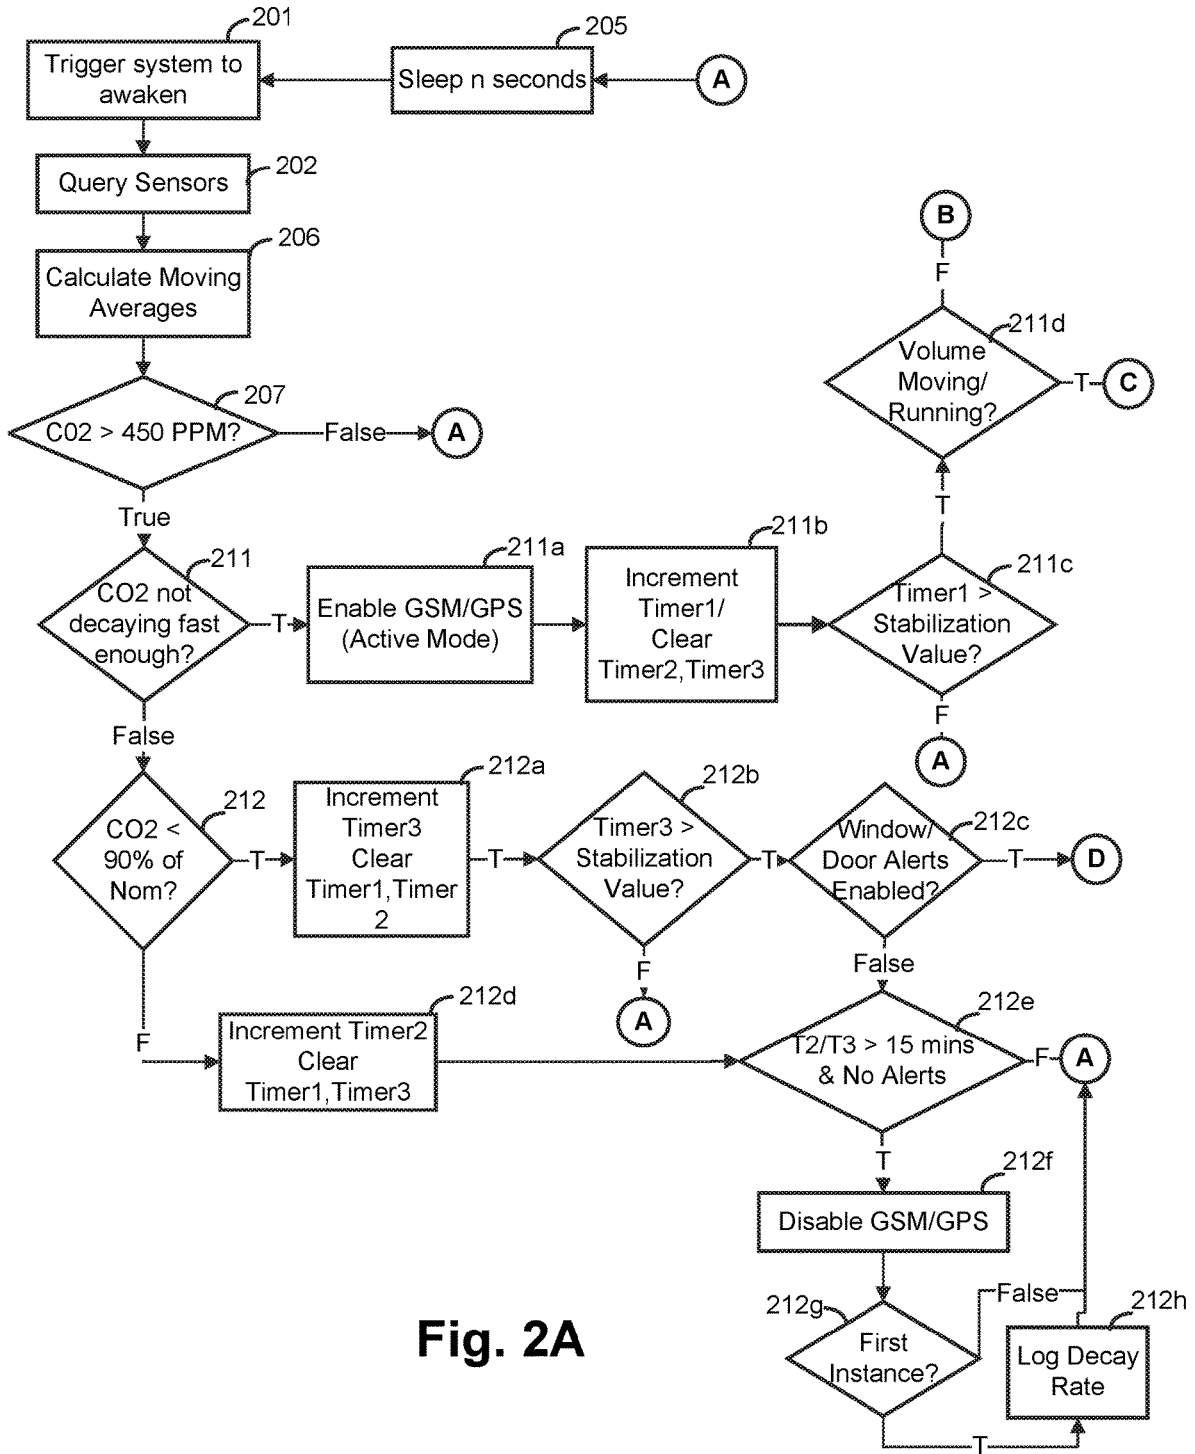 201
205
Trigger system to
awaken
Sleep n seconds
A
202
Query Sensors
206
Calculate Moving
Averages
B
F
211d
Volume
Moving/
Running?
T
C
207
C02 > 450 PPM?
False
A
True
T
211
CO2 not
decaying fast
enough?
T
211a
Enable GSM/GPS
(Active Mode)
211b
Increment
Timer1/
Clear
Timer2,Timer3
211c
Timer1 >
Stabilization
Value?
F
A
False
212
CO2 <
90% of
Nom?
T
212a
Increment
Timer3
Clear
Timer1,Timer
2
T
212b
Timer3 >
Stabilization
Value?
T
212c
Window/
Door Alerts
Enabled?
T
D
F
A
False
F
212d
Increment Timer2
Clear
Timer1,Timer3
212e
T2/T3 > 15 mins
& No Alerts
F
A
T
212f
Disable GSM/GPS
212g
First
Instance?
False
212h
Log Decay
Rate
T
Fig. 2A